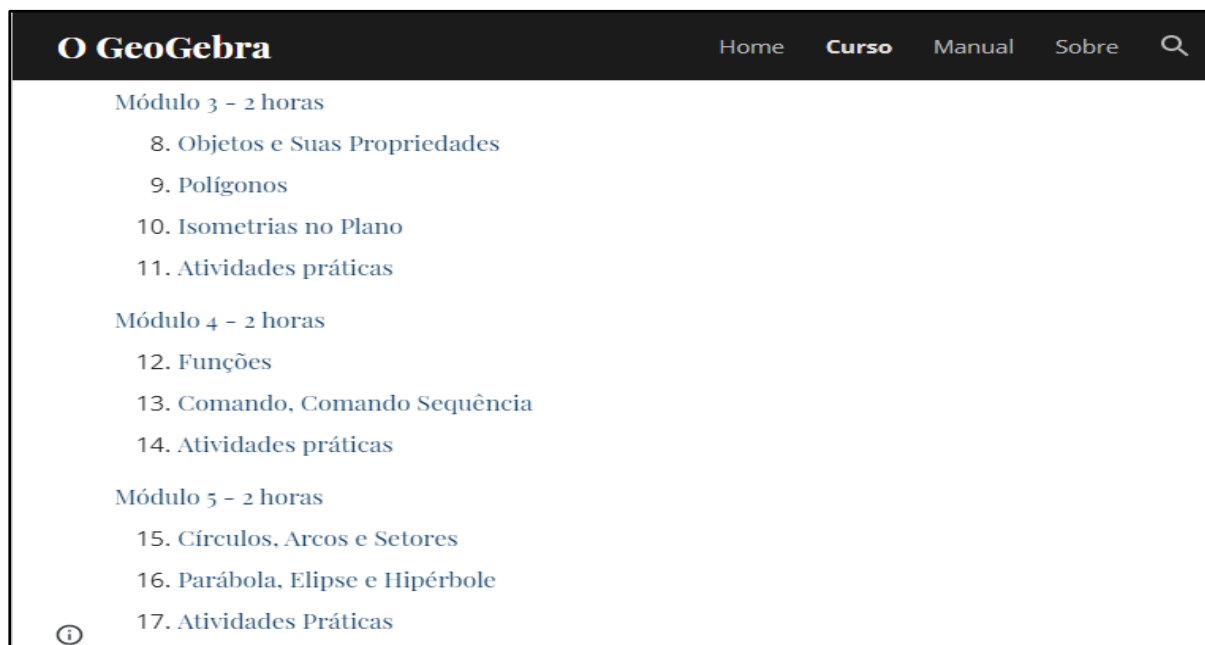 O GeoGebra Home Curso Manual Sobre
Módulo 3 - 2 horas
8. Objetos e Suas Propriedades
9. Polígonos
10. Isometrias no Plano
11. Atividades práticas
Módulo 4 - 2 horas
12. Funções
13. Comando, Comando Sequência
14. Atividades práticas
Módulo 5 - 2 horas
15. Círculos, Arcos e Setores
16. Parábola, Elipse e Hipérbole
17. Atividades Práticas